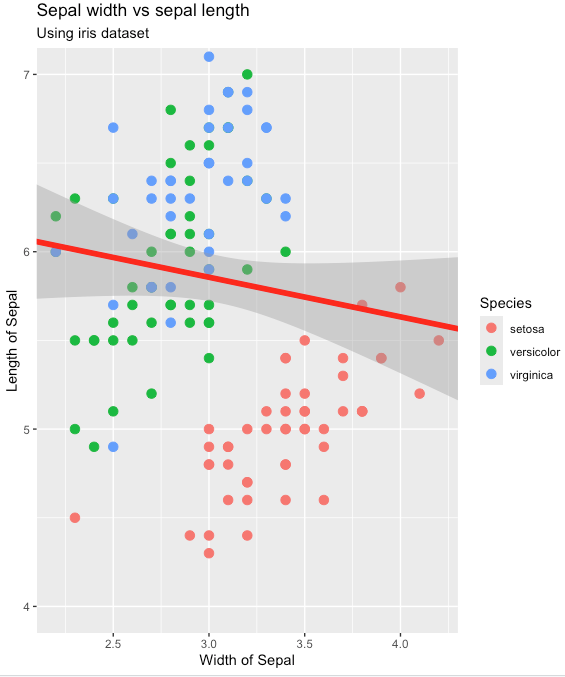 Sepal width vs sepal length
Using iris dataset
7
6
5
4
Length of Sepal
2.5 3.0 3.5 4.0
Width of Sepal
Species
setosa
versicolor
virginica